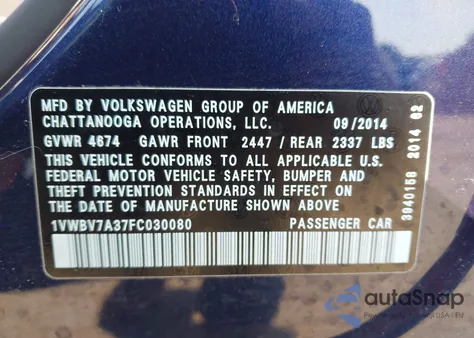 MFD BY VOLKSWAGEN GROUP OF AMERICA
CHATTANOOGA OPERATIONS, LLC. 09/2014
GVWR 4674 GAWR FRONT 2447 / REAR 2337 LBS
THIS VEHICLE CONFORMS TO ALL APPLICABLE U.S.
FEDERAL MOTOR VEHICLE SAFETY, BUMPER AND
THEFT PREVENTION STANDARDS IN EFFECT ON
THE DATE OF MANUFACTURE SHOWN ABOVE
1VWBV7A37FC030080 PASSENGER CAR
3940158 2014 02
autoSnap